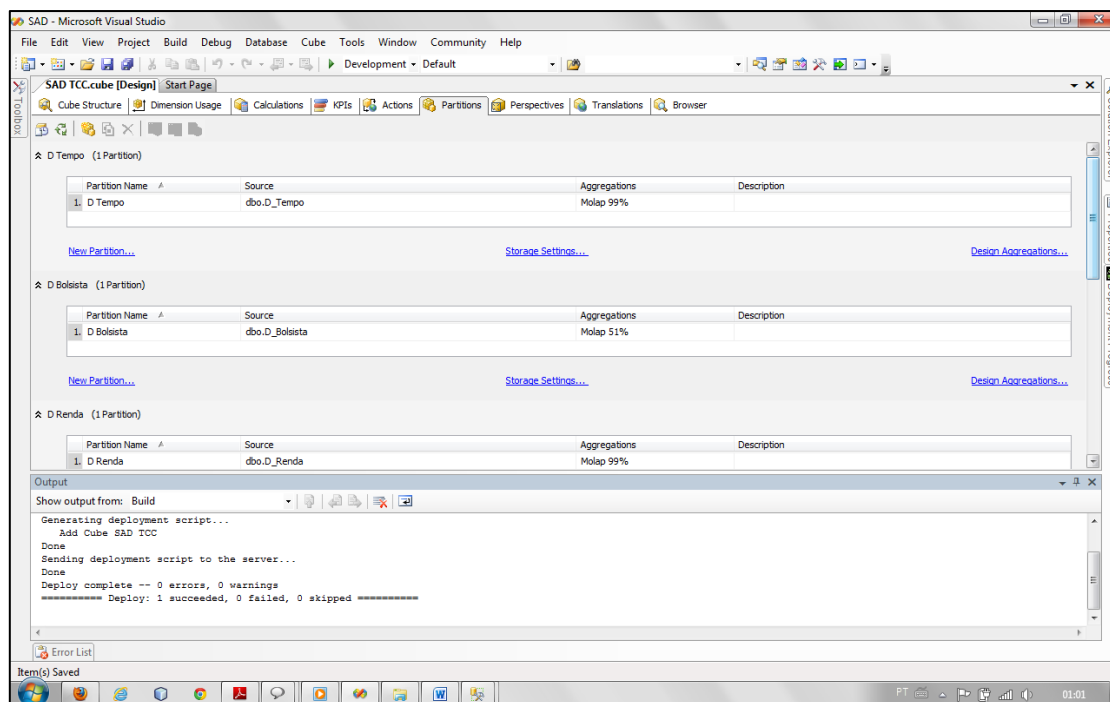 SAD - Microsoft Visual Studio
File Edit View Project Build Debug Database Cube Tools Window Community Help
Development Default
SAD TCC.cube [Design] Start Page
Toolbox
Cube Structure Dimension Usage Calculations KPIs Actions Partitions Perspectives Translations Browser
D Tempo (1 Partition)
Partition Name Source Aggregations Description
1. D Tempo dbo.D_Tempo Molap 99%
New Partition... Storage Settings... Design Aggregations...
D Bolsista (1 Partition)
Partition Name Source Aggregations Description
1. D Bolsista dbo.D_Bolsista Molap 51%
New Partition... Storage Settings... Design Aggregations...
D Renda (1 Partition)
Partition Name Source Aggregations Description
1. D Renda dbo.D_Renda Molap 99%
Output
Show output from: Build
Generating deployment script...
Add Cube SAD TCC
Done
Sending deployment script to the server...
Done
Deploy complete -- 0 errors, 0 warnings
========== Deploy: 1 succeeded, 0 failed, 0 skipped ==========
Error List
Item(s) Saved
PT 01:01